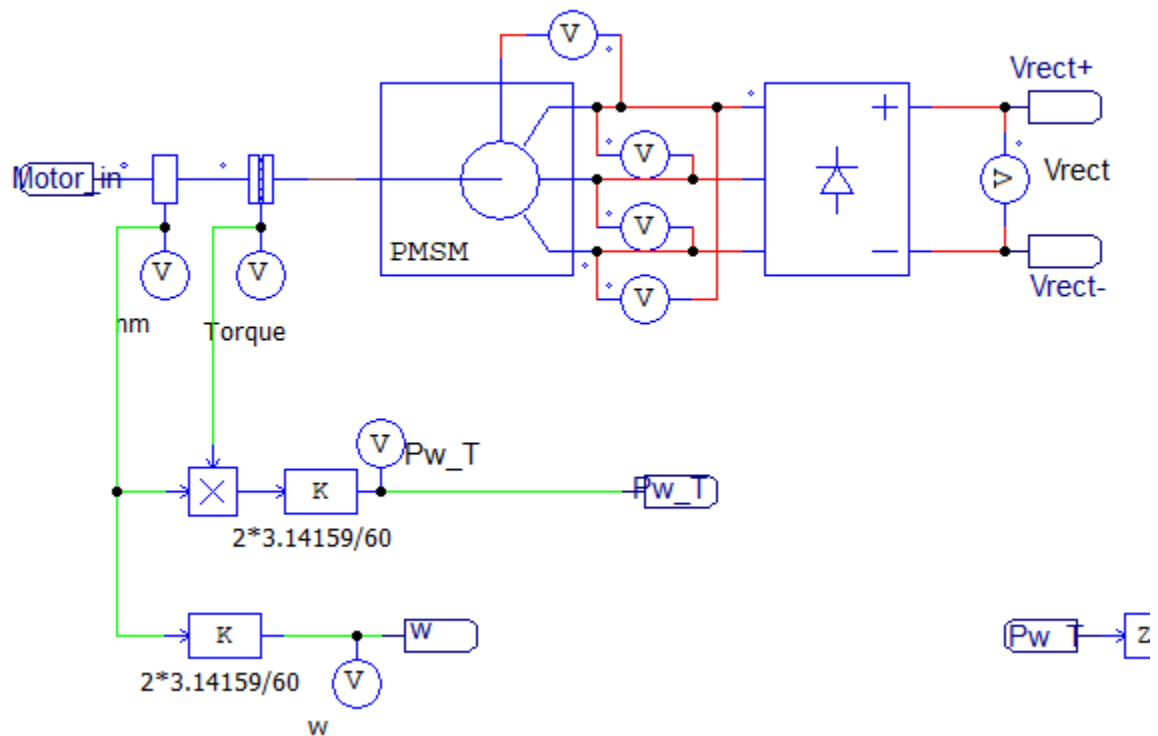 V
Vrect+
V
Motor_in
V
Vrect
V
PMSM
V
V
V
Vrect-
nm
Torque
V
Pw_T
K
Pw_T
2*3.14159/60
K
w
Pw_T
Z
2*3.14159/60
V
w